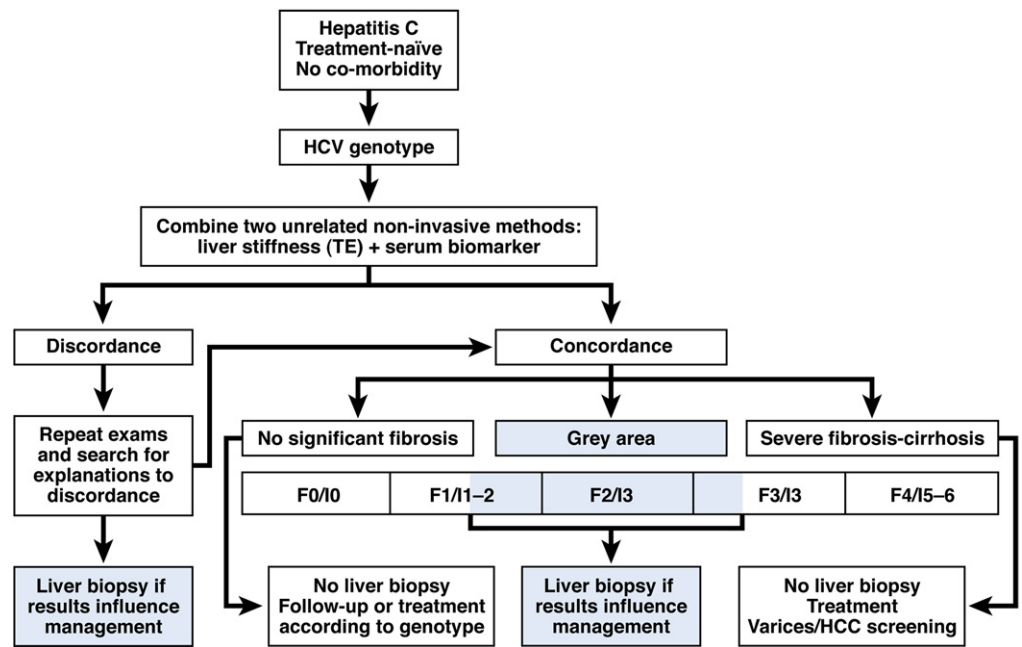 Hepatitis C
Treatment-naïve
No co-morbidity
HCV genotype
Combine two unrelated non-invasive methods:
liver stiffness (TE) + serum biomarker
Discordance
Concordance
Repeat exams
and search for
explanations to
discordance
No significant fibrosis
Grey area
Severe fibrosis-cirrhosis
F0/I0
F1/I1–2
F2/I3
F3/I3
F4/I5–6
Liver biopsy if
results influence
management
No liver biopsy
Follow-up or treatment
according to genotype
Liver biopsy if
results influence
management
No liver biopsy
Treatment
Varices/HCC screening